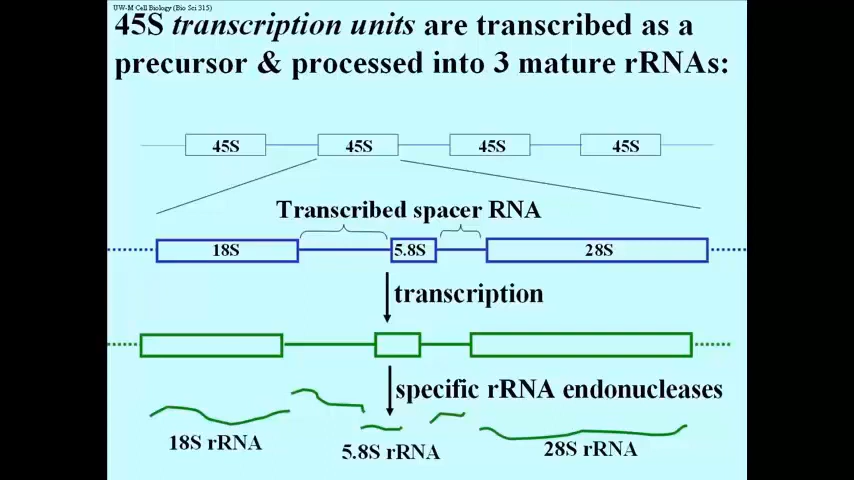 UW-M Cell Biology (Bio Sci 315)
45S transcription units are transcribed as a
precursor & processed into 3 mature rRNAs:
45S 45S 45S 45S
Transcribed spacer RNA
18S 5.8S 28S
transcription
specific rRNA endonucleases
18S rRNA 5.8S rRNA 28S rRNA